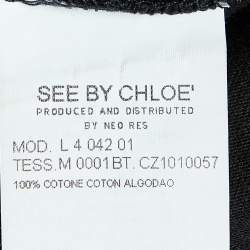 SEE BY CHLOE'
PRODUCED AND DISTRIBUTED
BY NEO RES
MOD. L 4 042 01
TESS.M 0001BT. CZ1010057
100% COTONE COTON ALGODAO